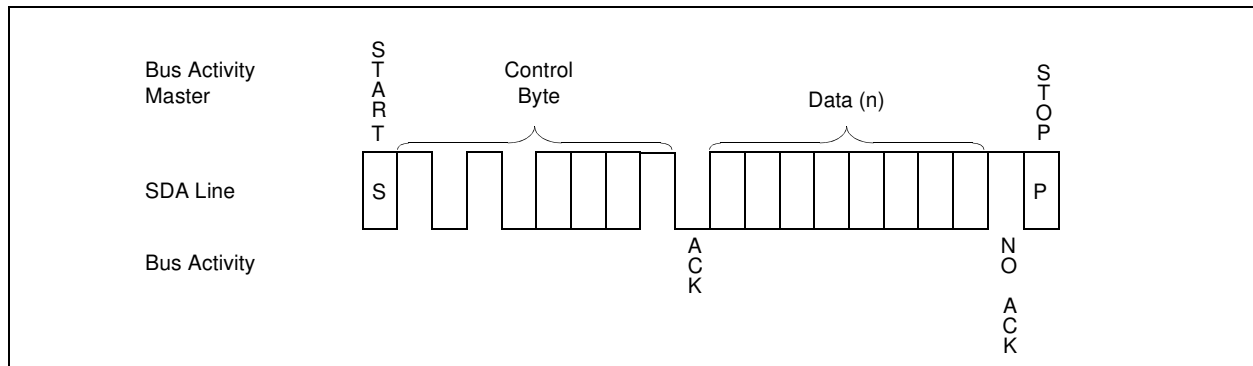 Bus Activity
Master
START
Control
Byte
Data (n)
STOP
SDA Line
S
P
Bus Activity
ACK
NO ACK